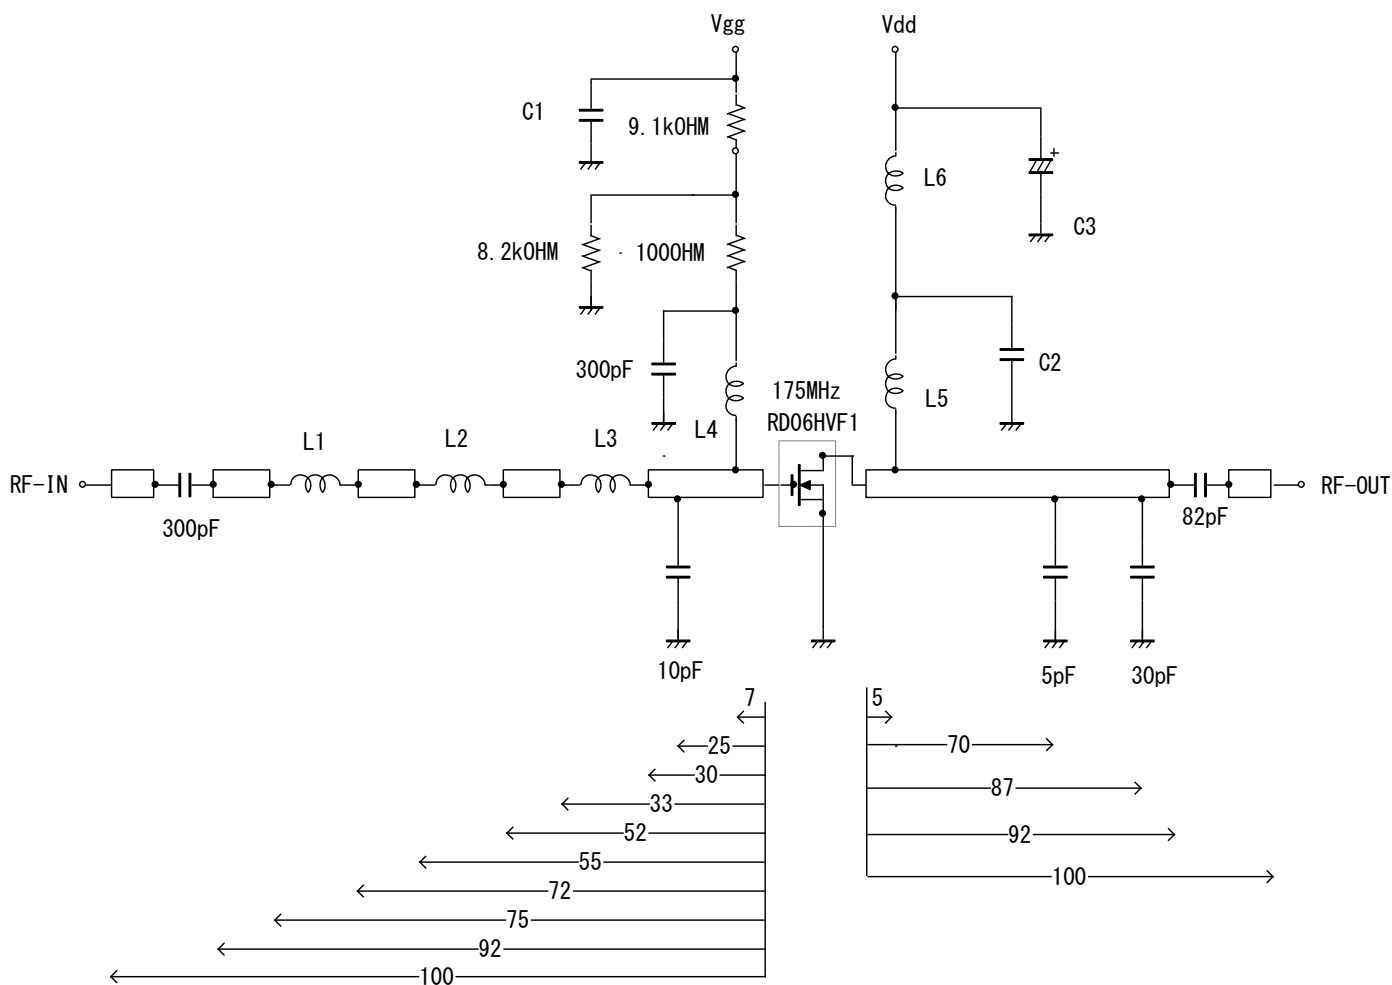 Vgg
Vdd
C1
9.1kOHM
L6
C3
8.2kOHM
100OHM
300pF
C2
175MHz
L5
RD06HVF1
L4
L1
L2
L3
RF-IN
RF-OUT
300pF
82pF
10pF
5pF
30pF
7
5
25
70
30
87
33
52
92
55
100
72
75
92
100